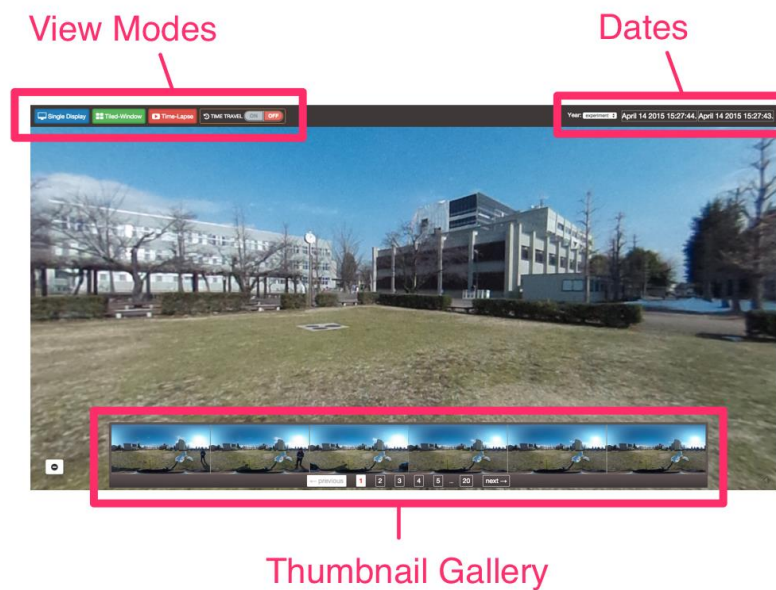 View Modes
Dates
Single Display Tiled-Window Time-Lapse TIME TRAVEL ON OFF
Year: experiment April 14 2015 15:27:44. April 14 2015 15:27:43.
← previous 1 2 3 4 5 ... 20 next →
Thumbnail Gallery